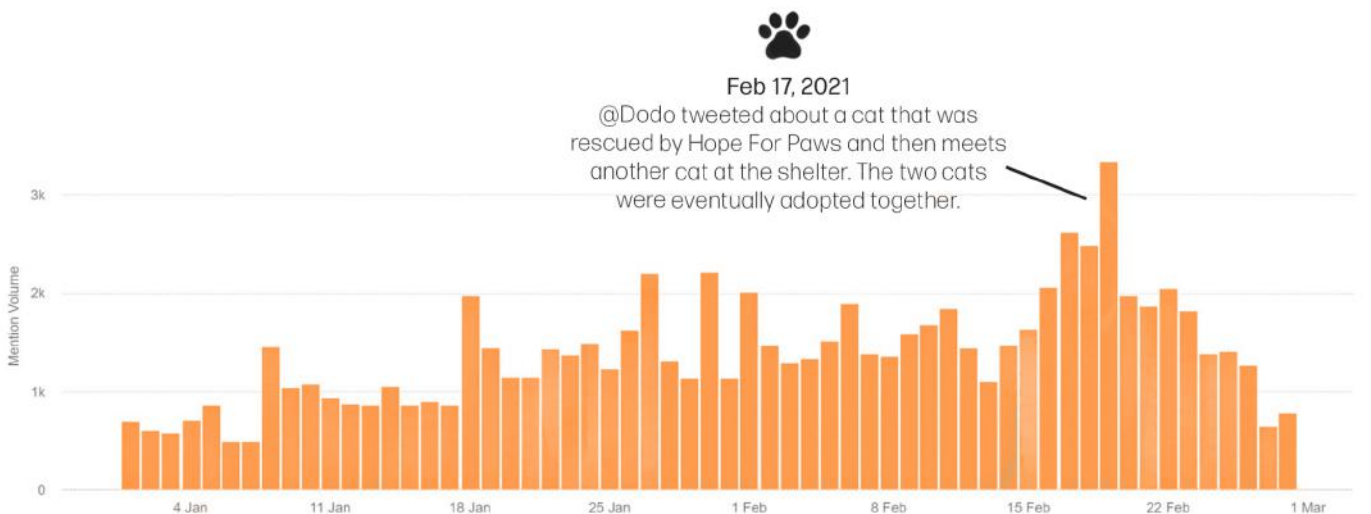 Feb 17, 2021
@Dodo tweeted about a cat that was
rescued by Hope For Paws and then meets
another cat at the shelter. The two cats
were eventually adopted together.
3k
2k
1k
0
Mention Volume
4 Jan
11 Jan
18 Jan
25 Jan
1 Feb
8 Feb
15 Feb
22 Feb
1 Mar